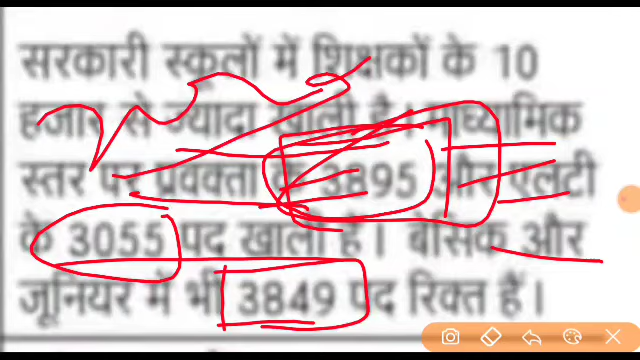 सरकारी स्कूलों में शिक्षकों के 10
हजार से ज्यादा खाली है। माध्यमिक
स्तर पर प्रवक्ता के 3895 और एलटी
के 3055 पद खाली है। बेसिक और
जूनियर में भी 3849 पद रिक्त हैं।